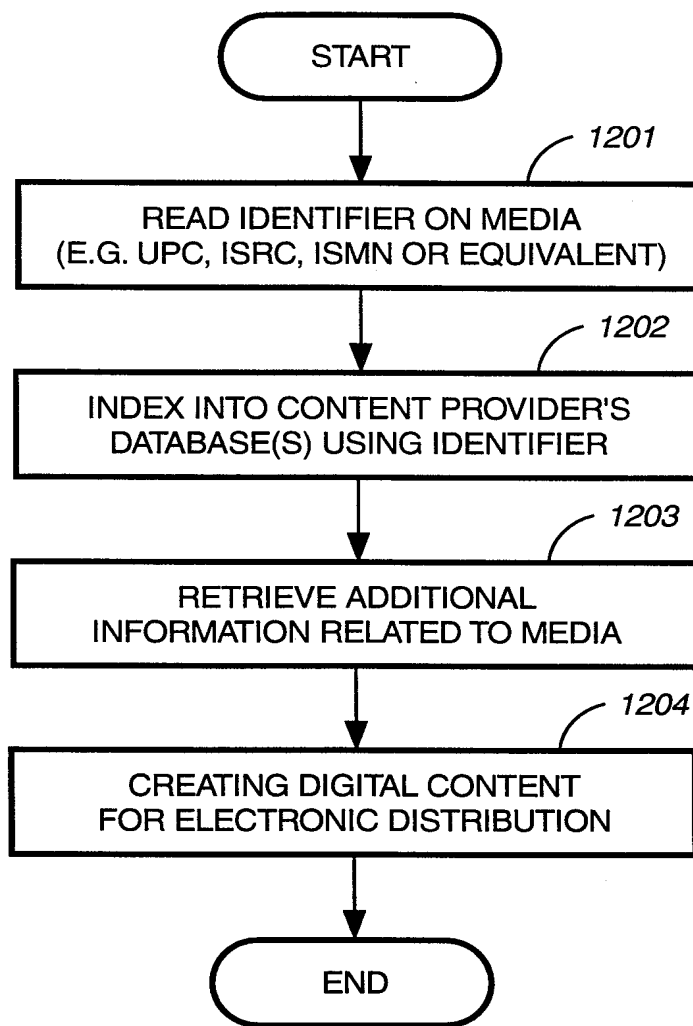 START
1201
READ IDENTIFIER ON MEDIA
(E.G. UPC, ISRC, ISMN OR EQUIVALENT)
1202
INDEX INTO CONTENT PROVIDER'S
DATABASE(S) USING IDENTIFIER
1203
RETRIEVE ADDITIONAL
INFORMATION RELATED TO MEDIA
1204
CREATING DIGITAL CONTENT
FOR ELECTRONIC DISTRIBUTION
END